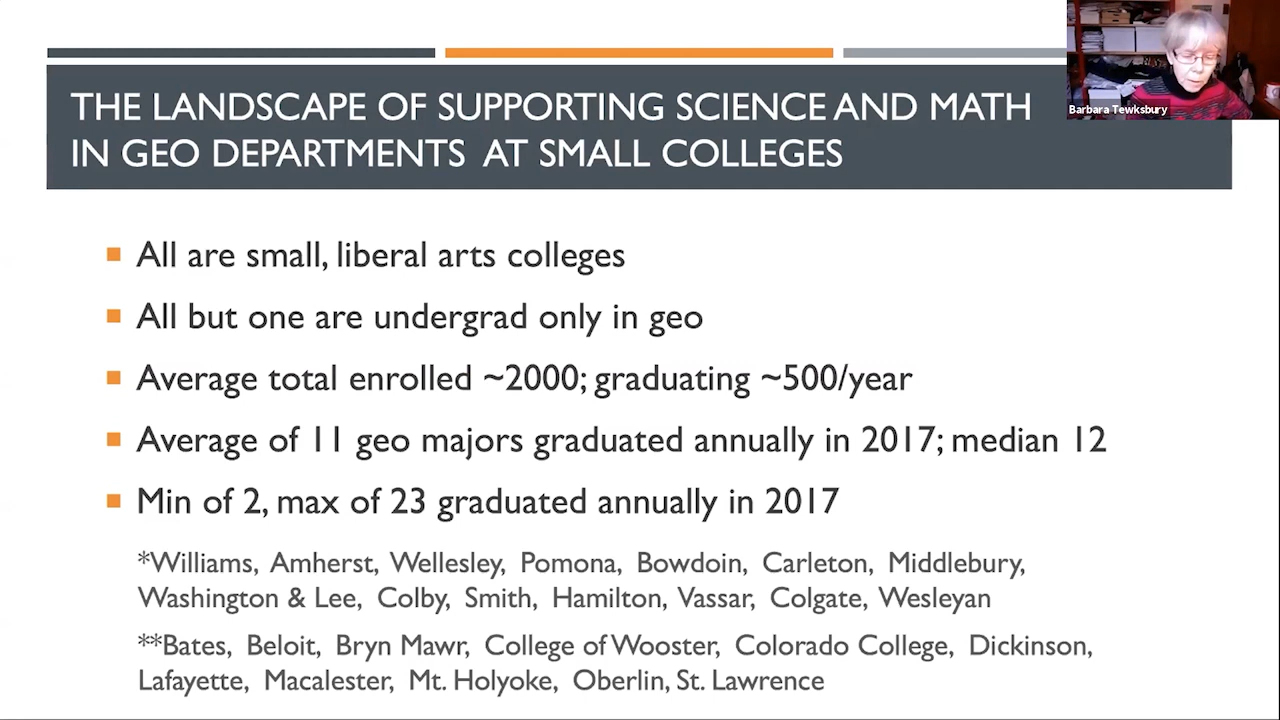 THE LANDSCAPE OF SUPPORTING SCIENCE AND MATH
IN GEO DEPARTMENTS AT SMALL COLLEGES
Barbara Tewksbury
All are small, liberal arts colleges
All but one are undergrad only in geo
Average total enrolled ~2000; graduating ~500/year
Average of 11 geo majors graduated annually in 2017; median 12
Min of 2, max of 23 graduated annually in 2017
*Williams, Amherst, Wellesley, Pomona, Bowdoin, Carleton, Middlebury,
Washington & Lee, Colby, Smith, Hamilton, Vassar, Colgate, Wesleyan
**Bates, Beloit, Bryn Mawr, College of Wooster, Colorado College, Dickinson,
Lafayette, Macalester, Mt. Holyoke, Oberlin, St. Lawrence